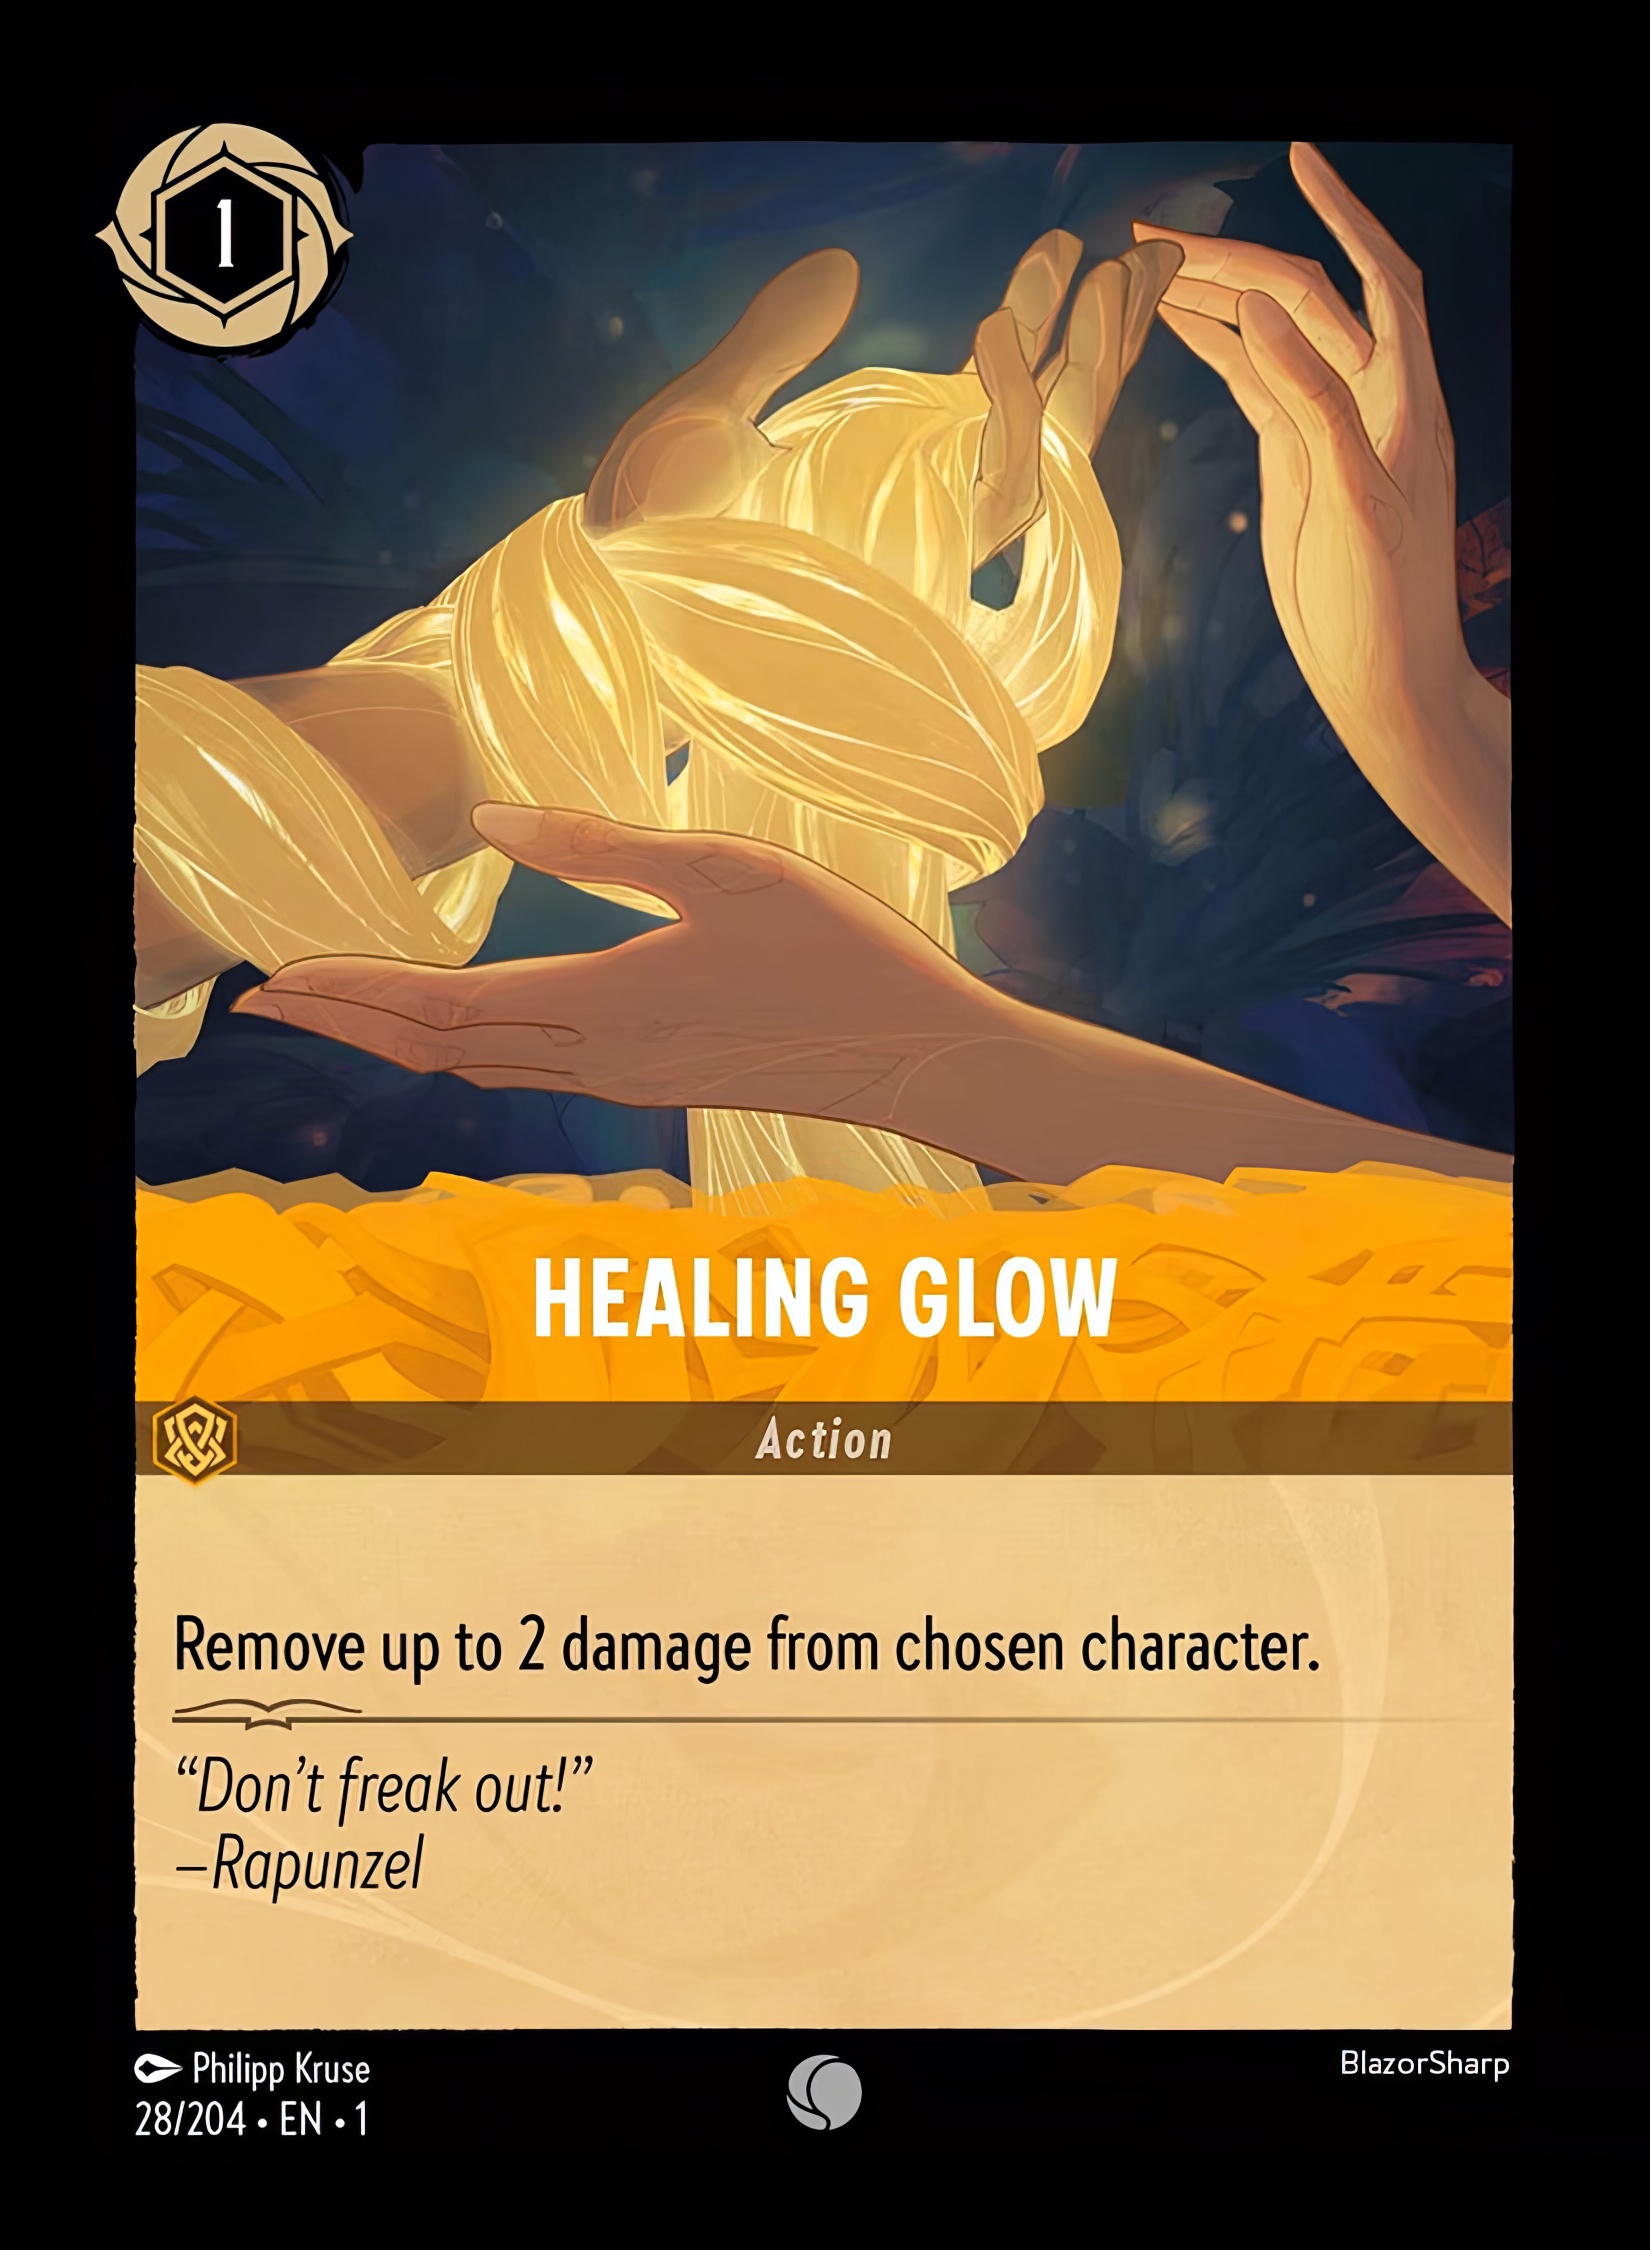 1
HEALING GLOW
Action
Remove up to 2 damage from chosen character.
“Don’t freak out!”
–Rapunzel
Philipp Kruse
28/204 • EN • 1
BlazorSharp